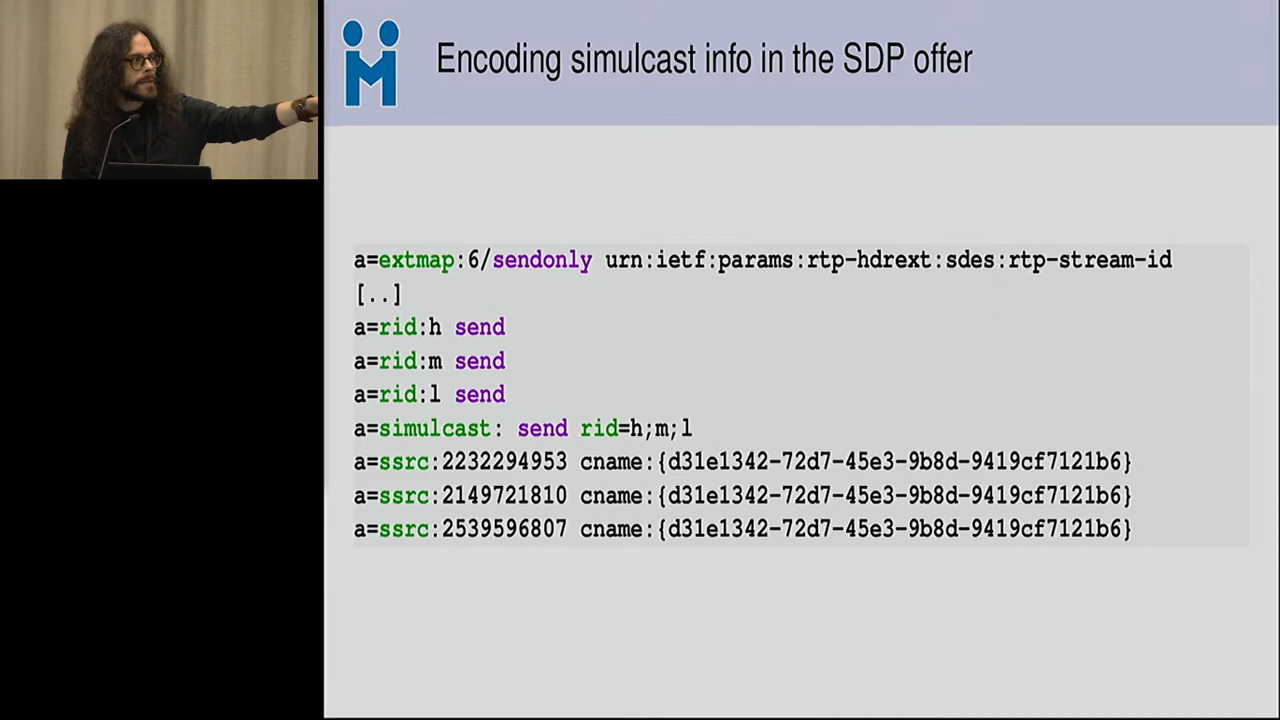 Encoding simulcast info in the SDP offer
a=extmap:6/sendonly urn:ietf:params:rtp-hdrext:sdes:rtp-stream-id
[..]
a=rid:h send
a=rid:m send
a=rid:l send
a=simulcast: send rid=h;m;l
a=ssrc:2232294953 cname:{d31e1342-72d7-45e3-9b8d-9419cf7121b6}
a=ssrc:2149721810 cname:{d31e1342-72d7-45e3-9b8d-9419cf7121b6}
a=ssrc:2539596807 cname:{d31e1342-72d7-45e3-9b8d-9419cf7121b6}